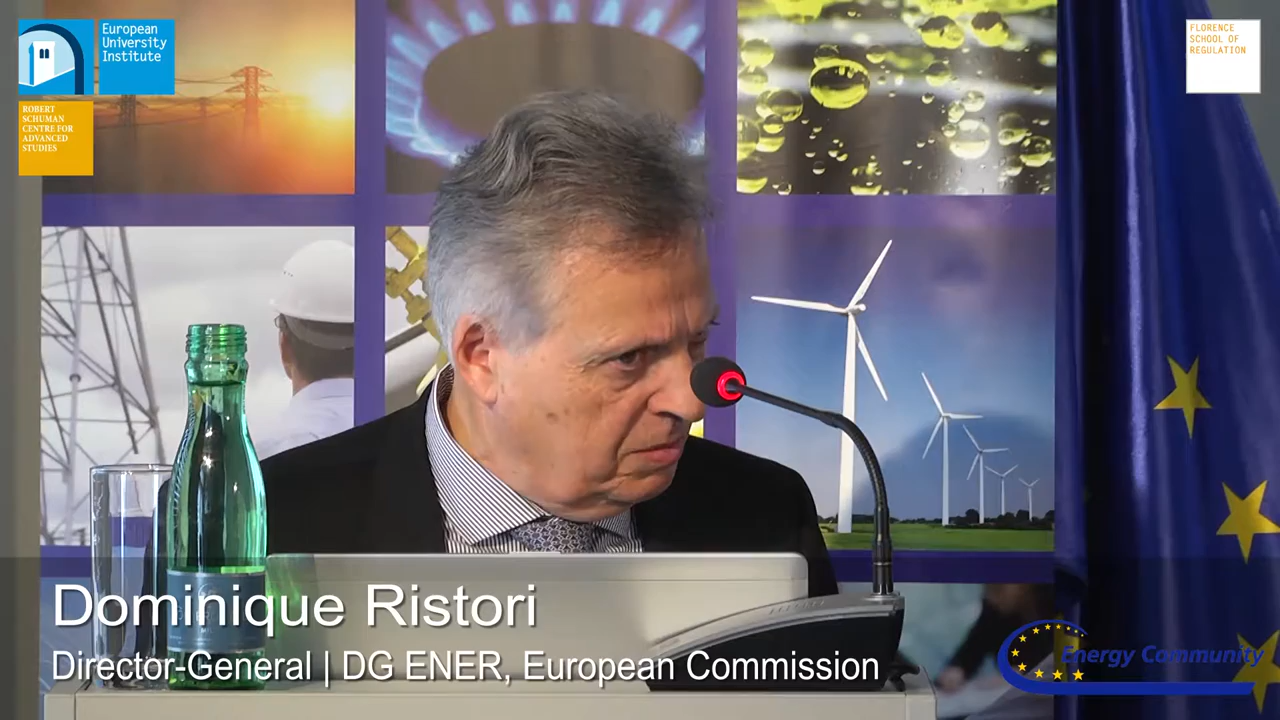 European
University
Institute
ROBERT
SCHUMAN
CENTRE FOR
ADVANCED
STUDIES
FLORENCE
SCHOOL OF
REGULATION
Dominique Ristori
Director-General | DG ENER, European Commission
Energy Community